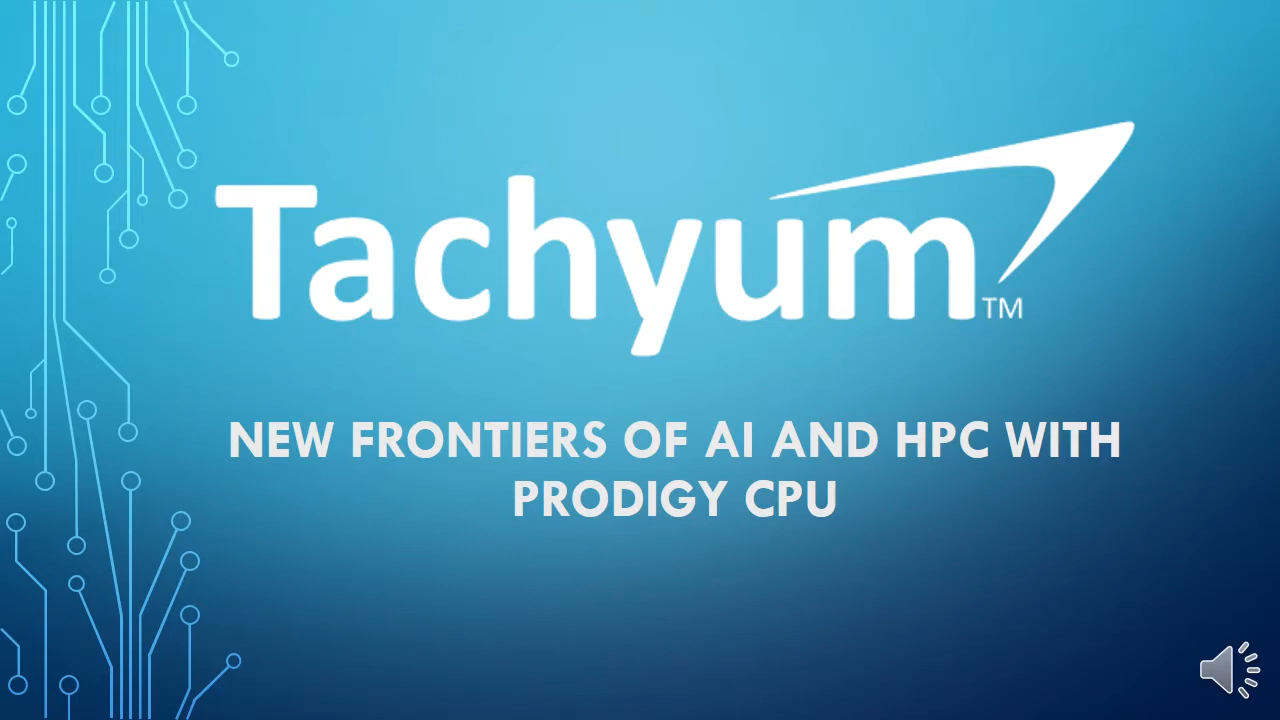 Tachyum™
NEW FRONTIERS OF AI AND HPC WITH
PRODIGY CPU